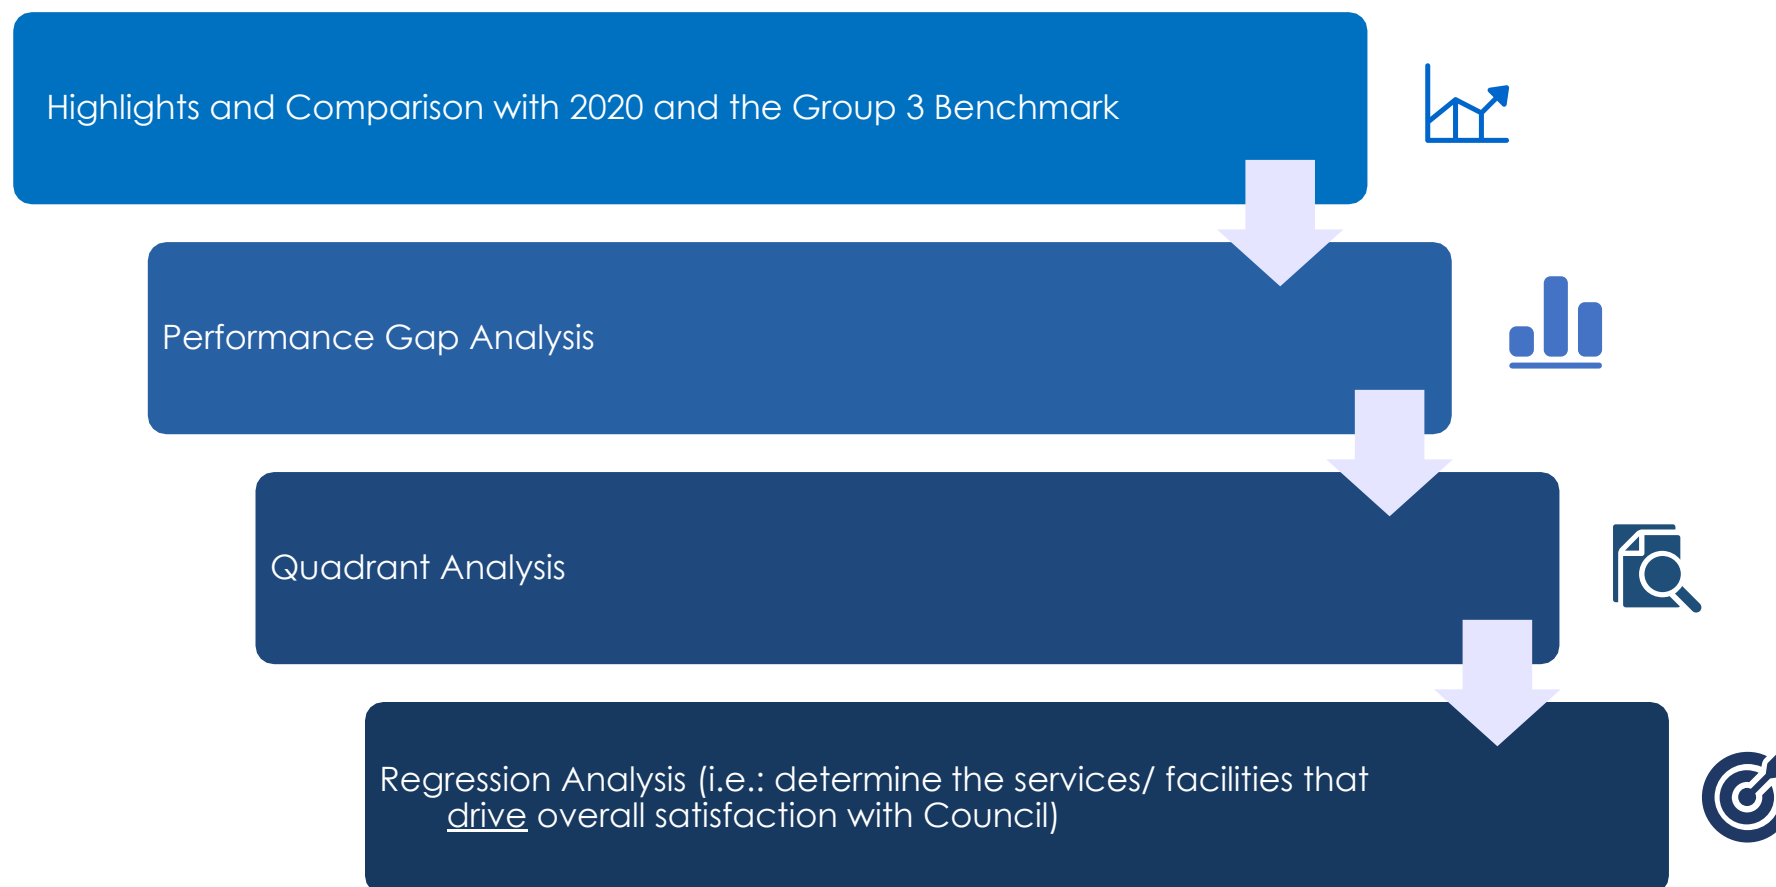 Highlights and Comparison with 2020 and the Group 3 Benchmark
Performance Gap Analysis
Quadrant Analysis
Regression Analysis (i.e.: determine the services/ facilities that
drive overall satisfaction with Council)